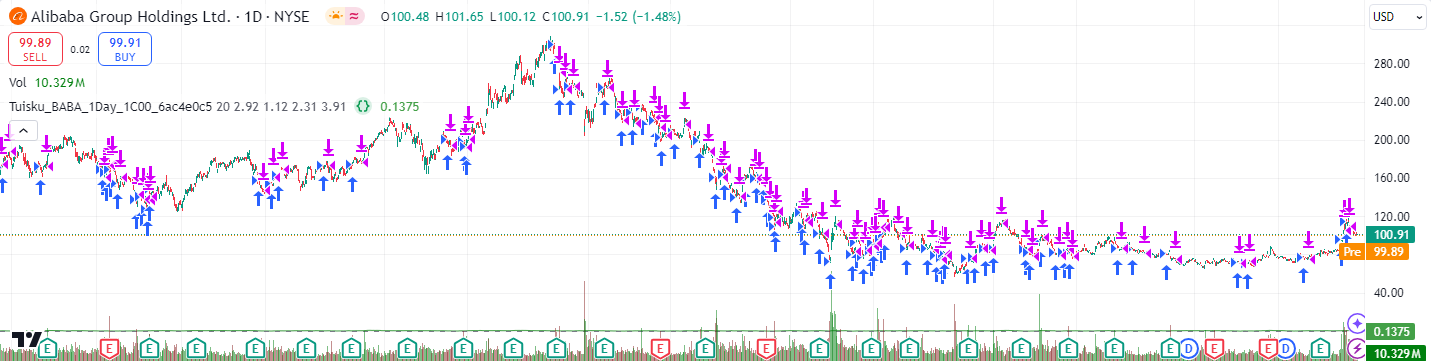 Alibaba Group Holdings Ltd. · 1D · NYSE O100.48 H101.65 L100.12 C100.91 −1.52 (−1.48%) USD
99.89 0.02 99.91
SELL BUY
Vol 10.329M
Tuisku_BABA_1Day_1C00_6ac4e0c5 20 2.92 1.12 2.31 3.91 {} 0.1375
280.00
240.00
200.00
160.00
120.00
100.91
Pre 99.89
40.00
0.1375
10.329M
E E E E E E E E E E E E E E E E E E E E E E D E E D E